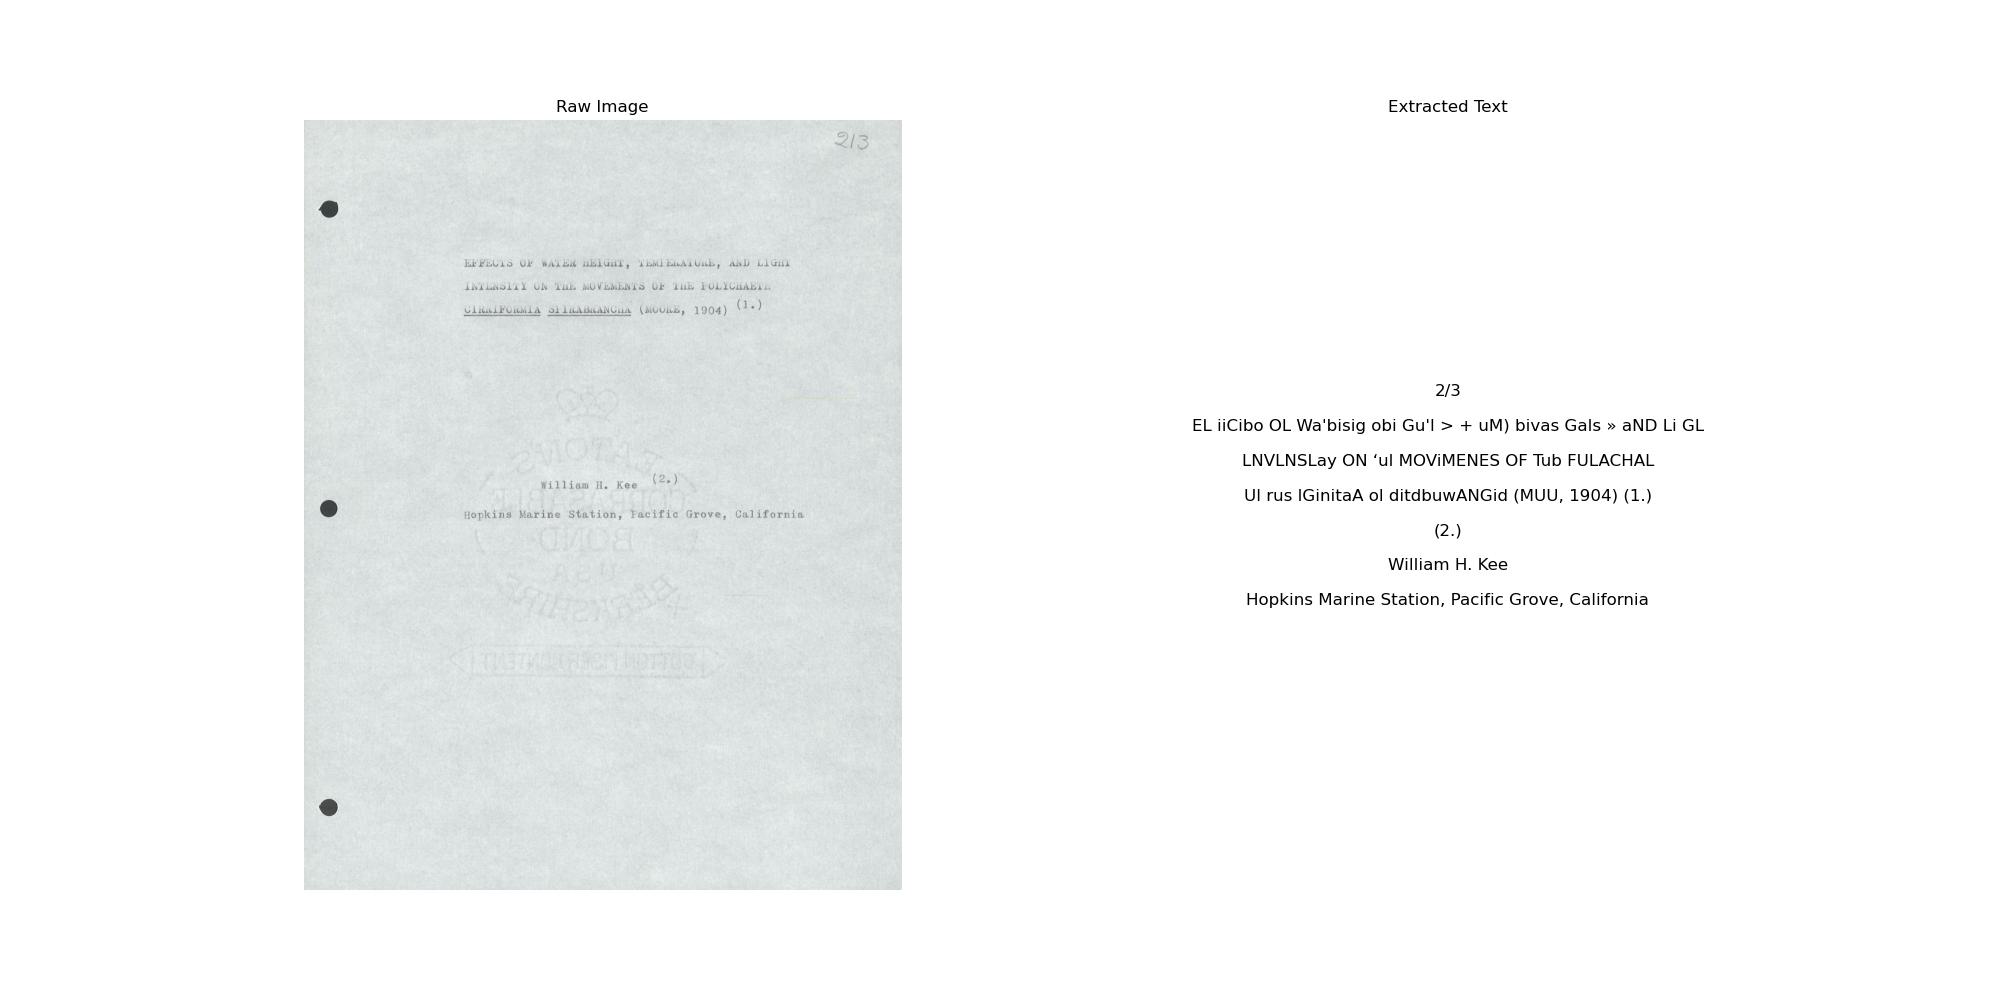 Raw Image
213
EFFECTS OF WATER HEIGHT, TEMPERATURE, AND LIGHT
INTENSITY ON THE MOVEMENTS OF THE POLYCHAETE
CIRRIFORMIA SPIRABRANCHA (MOORE, 1904) (1.)
EATON'S
CORRASABLE
BOND
USA
BERKSHIRE
COTTON FIBER CONTENT
William H. Kee (2.)
Hopkins Marine Station, Pacific Grove, California
Extracted Text
2/3
EL iiCibo OL Wa'bisig obi Gu'l > + uM) bivas Gals » aND Li GL
LNVLNSLay ON ‘ul MOViMENES OF Tub FULACHAL
Ul rus lGinitaA ol ditdbuwANGid (MUU, 1904) (1.)
(2.)
William H. Kee
Hopkins Marine Station, Pacific Grove, California